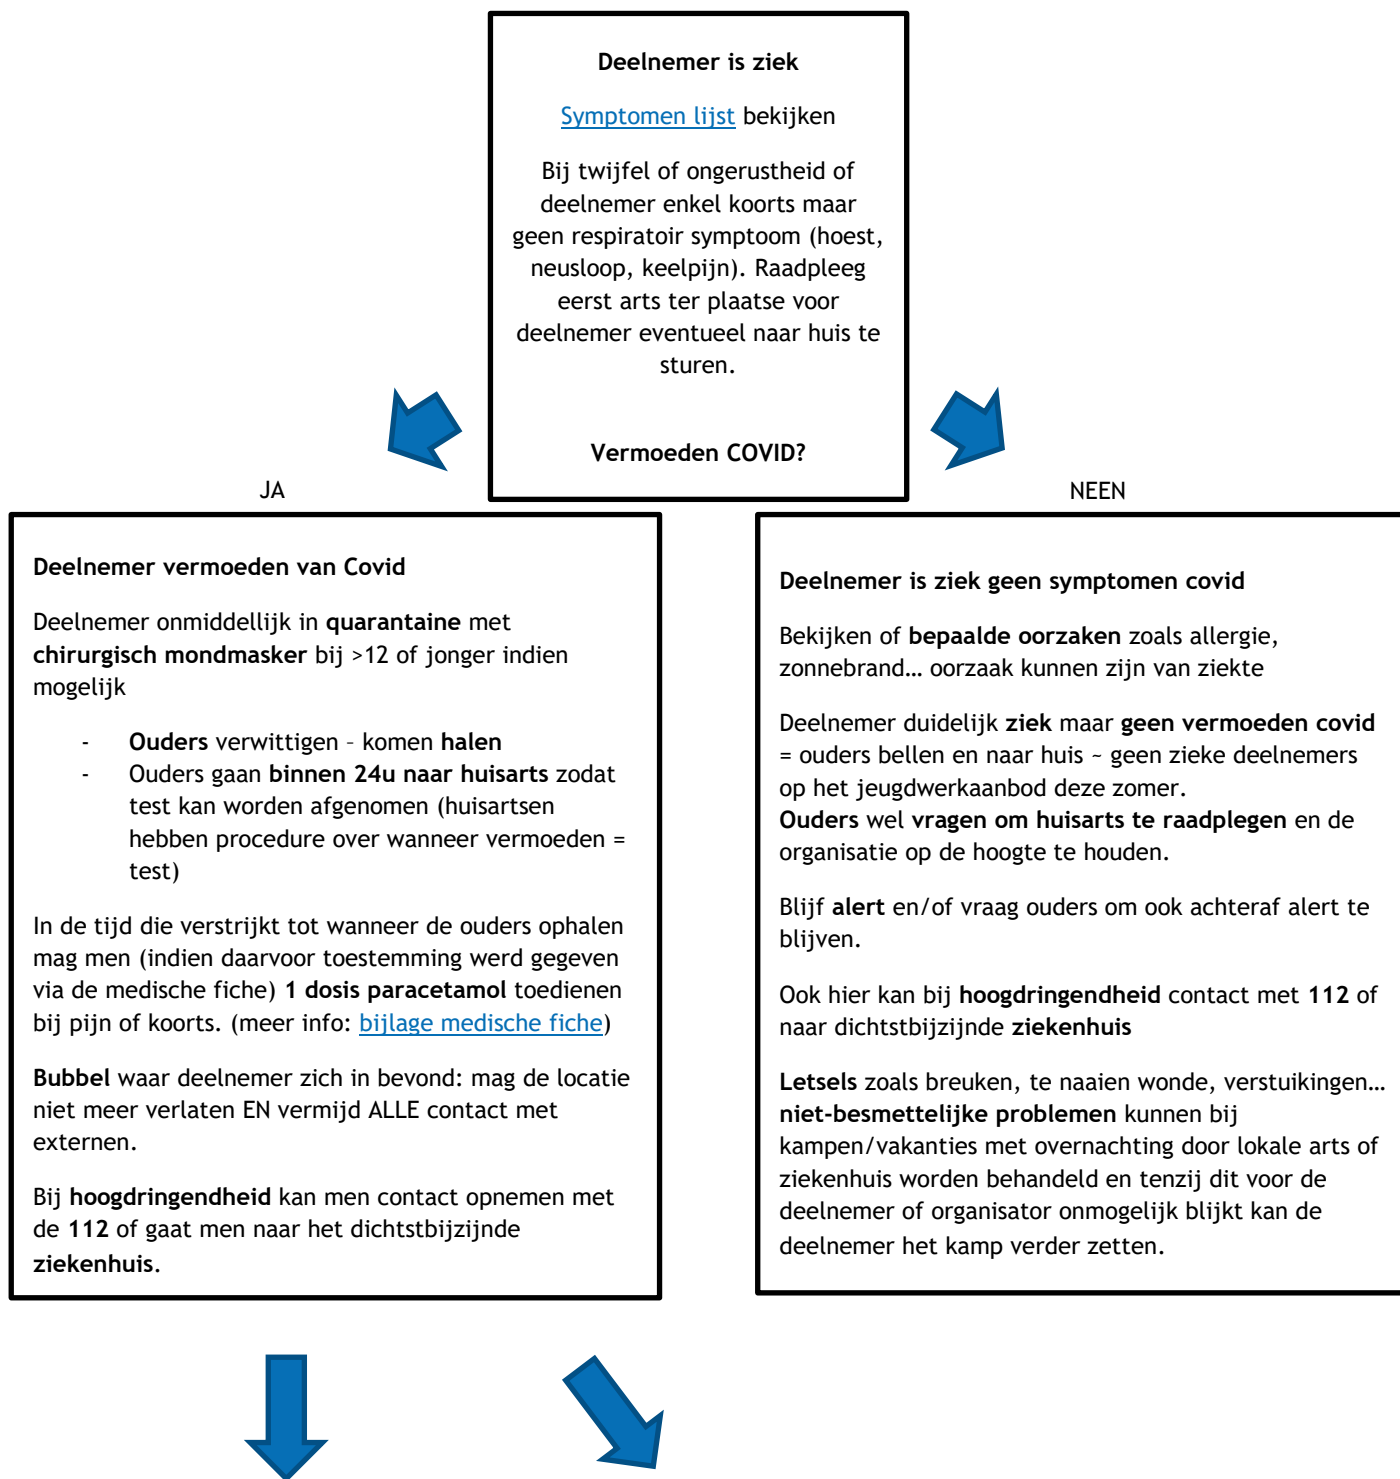 Deelnemer is ziek
Symptomen lijst bekijken
Bij twijfel of ongerustheid of
deelnemer enkel koorts maar
geen respiratoir symptoom (hoest,
neusloop, keelpijn). Raadpleeg
eerst arts ter plaatse voor
deelnemer eventueel naar huis te
sturen.
Vermoeden COVID?
JA
NEEN
Deelnemer vermoeden van Covid
Deelnemer onmiddellijk in quarantaine met
chirurgisch mondmasker bij >12 of jonger indien
mogelijk
- Ouders verwittigen – komen halen
- Ouders gaan binnen 24u naar huisarts zodat
test kan worden afgenomen (huisartsen
hebben procedure over wanneer vermoeden =
test)
In de tijd die verstrijkt tot wanneer de ouders ophalen
mag men (indien daarvoor toestemming werd gegeven
via de medische fiche) 1 dosis paracetamol toedienen
bij pijn of koorts. (meer info: bijlage medische fiche)
Bubbel waar deelnemer zich in bevond: mag de locatie
niet meer verlaten EN vermijd ALLE contact met
externen.
Bij hoogdringendheid kan men contact opnemen met
de 112 of gaat men naar het dichtstbijzijnde
ziekenhuis.
Deelnemer is ziek geen symptomen covid
Bekijken of bepaalde oorzaken zoals allergie,
zonnebrand… oorzaak kunnen zijn van ziekte
Deelnemer duidelijk ziek maar geen vermoeden covid
= ouders bellen en naar huis ~ geen zieke deelnemers
op het jeugdwerkaanbod deze zomer.
Ouders wel vragen om huisarts te raadplegen en de
organisatie op de hoogte te houden.
Blijf alert en/of vraag ouders om ook achteraf alert te
blijven.
Ook hier kan bij hoogdringendheid contact met 112 of
naar dichtstbijzijnde ziekenhuis
Letsels zoals breuken, te naaien wonde, verstuikingen…
niet-besmettelijke problemen kunnen bij
kampen/vakanties met overnachting door lokale arts of
ziekenhuis worden behandeld en tenzij dit voor de
deelnemer of organisator onmogelijk blijkt kan de
deelnemer het kamp verder zetten.